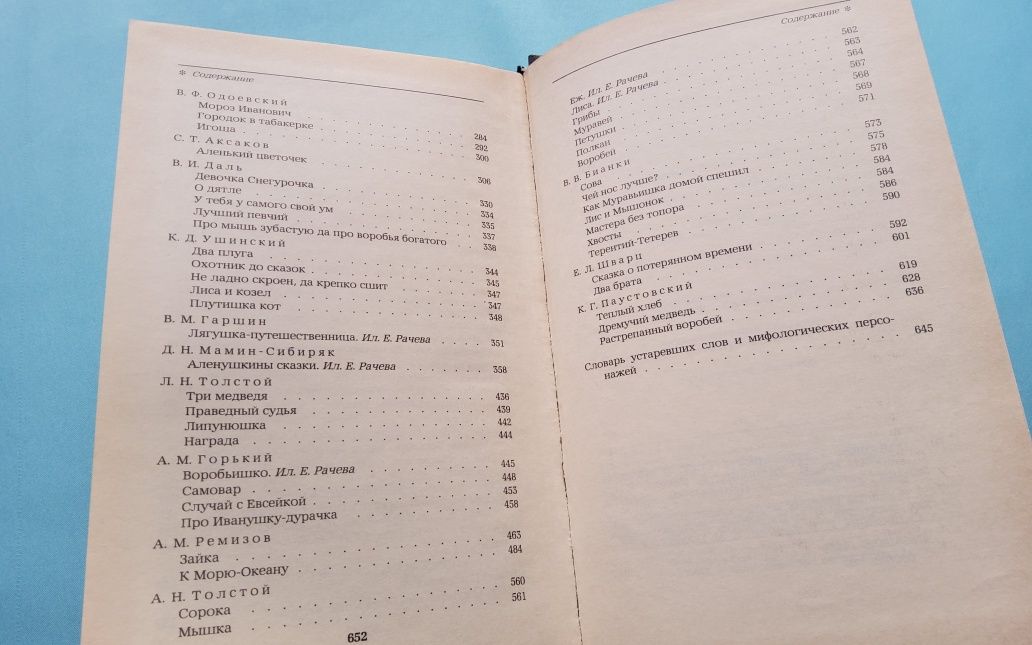 * Содержание
В. Ф. Одоевский
Мороз Иванович . . . . . 284
Городок в табакерке . . . . . 292
Игоша . . . . . 300
С. Т. Аксаков
Аленький цветочек . . . . . 306
В. И. Даль
Девочка Снегурочка . . . . . 330
О дятле . . . . . 334
У тебя у самого свой ум . . . . . 335
Лучший певчий . . . . . 337
Про мышь зубастую да про воробья богатого . . . . . 338
К. Д. Ушинский
Два плуга . . . . . 344
Охотник до сказок . . . . . 345
Не ладно скроен, да крепко сшит . . . . . 347
Лиса и козел . . . . . 347
Плутишка кот . . . . . 348
В. М. Гаршин
Лягушка-путешественница. Ил. Е. Рачева . . . . . 351
Д. Н. Мамин-Сибиряк
Аленушкины сказки. Ил. Е. Рачева . . . . . 358
Л. Н. Толстой
Три медведя . . . . . 436
Праведный судья . . . . . 439
Липунюшка . . . . . 442
Награда . . . . . 444
А. М. Горький
Воробьишко. Ил. Е. Рачева . . . . . 445
Самовар . . . . . 448
Случай с Евсейкой . . . . . 453
Про Иванушку-дурачка . . . . . 458
А. М. Ремизов
Зайка . . . . . 463
К Морю-Океану . . . . . 484
А. Н. Толстой
Сорока . . . . . 560
Мышка . . . . . 561
652
Содержание *
Еж. Ил. Е. Рачева . . . . . 562
Лиса. Ил. Е. Рачева . . . . . 563
Грибы . . . . . 564
Муравей . . . . . 567
Петушки . . . . . 568
Полкан . . . . . 569
Воробей . . . . . 571
В. В. Бианки
Сова . . . . . 573
Чей нос лучше? . . . . . 575
Как Муравьишка домой спешил . . . . . 578
Лис и Мышонок . . . . . 584
Мастера без топора . . . . . 584
Хвосты . . . . . 586
Терентий-Тетерев . . . . . 590
Е. Л. Шварц
Сказка о потерянном времени . . . . . 592
Два брата . . . . . 601
К. Г. Паустовский
Теплый хлеб . . . . . 619
Дремучий медведь . . . . . 628
Растрепанный воробей . . . . . 636
Словарь устаревших слов и мифологических персо-
нажей . . . . . 645